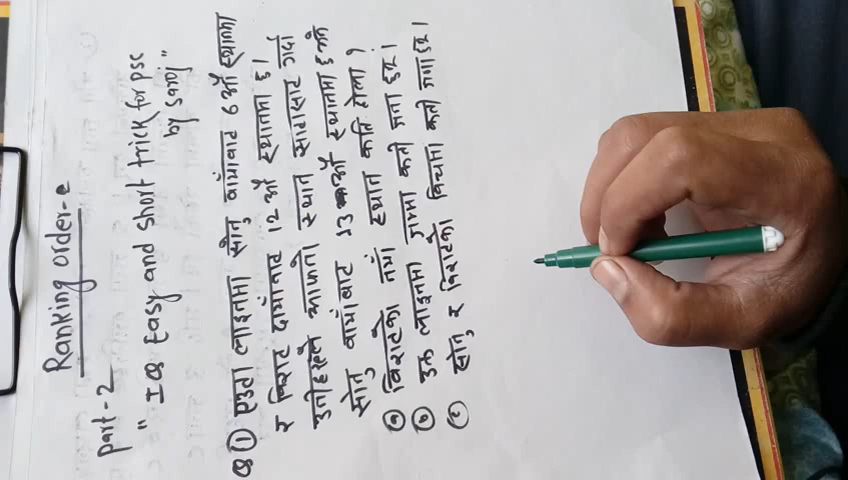 Ranking order-e
part-2
" IQ Easy and short trick for psc
by saroj "
Q ① एउटा लाइनमा सोनु बायाँबाट 6 औं स्थानमा
र विराट दायाँबाट 12 औं स्थानमा छ।
उनीहरूले आफ्नो स्थान साटासाट गर्दा
सोनु बायाँबाट 13 औं स्थानमा हुन्छे
ⓐ विराटको नयाँ स्थान कति होला ?
ⓑ उक्त लाइनमा जम्मा कति जना छन्।
ⓒ सोनु र विराटको बिचमा कति जना छन्।